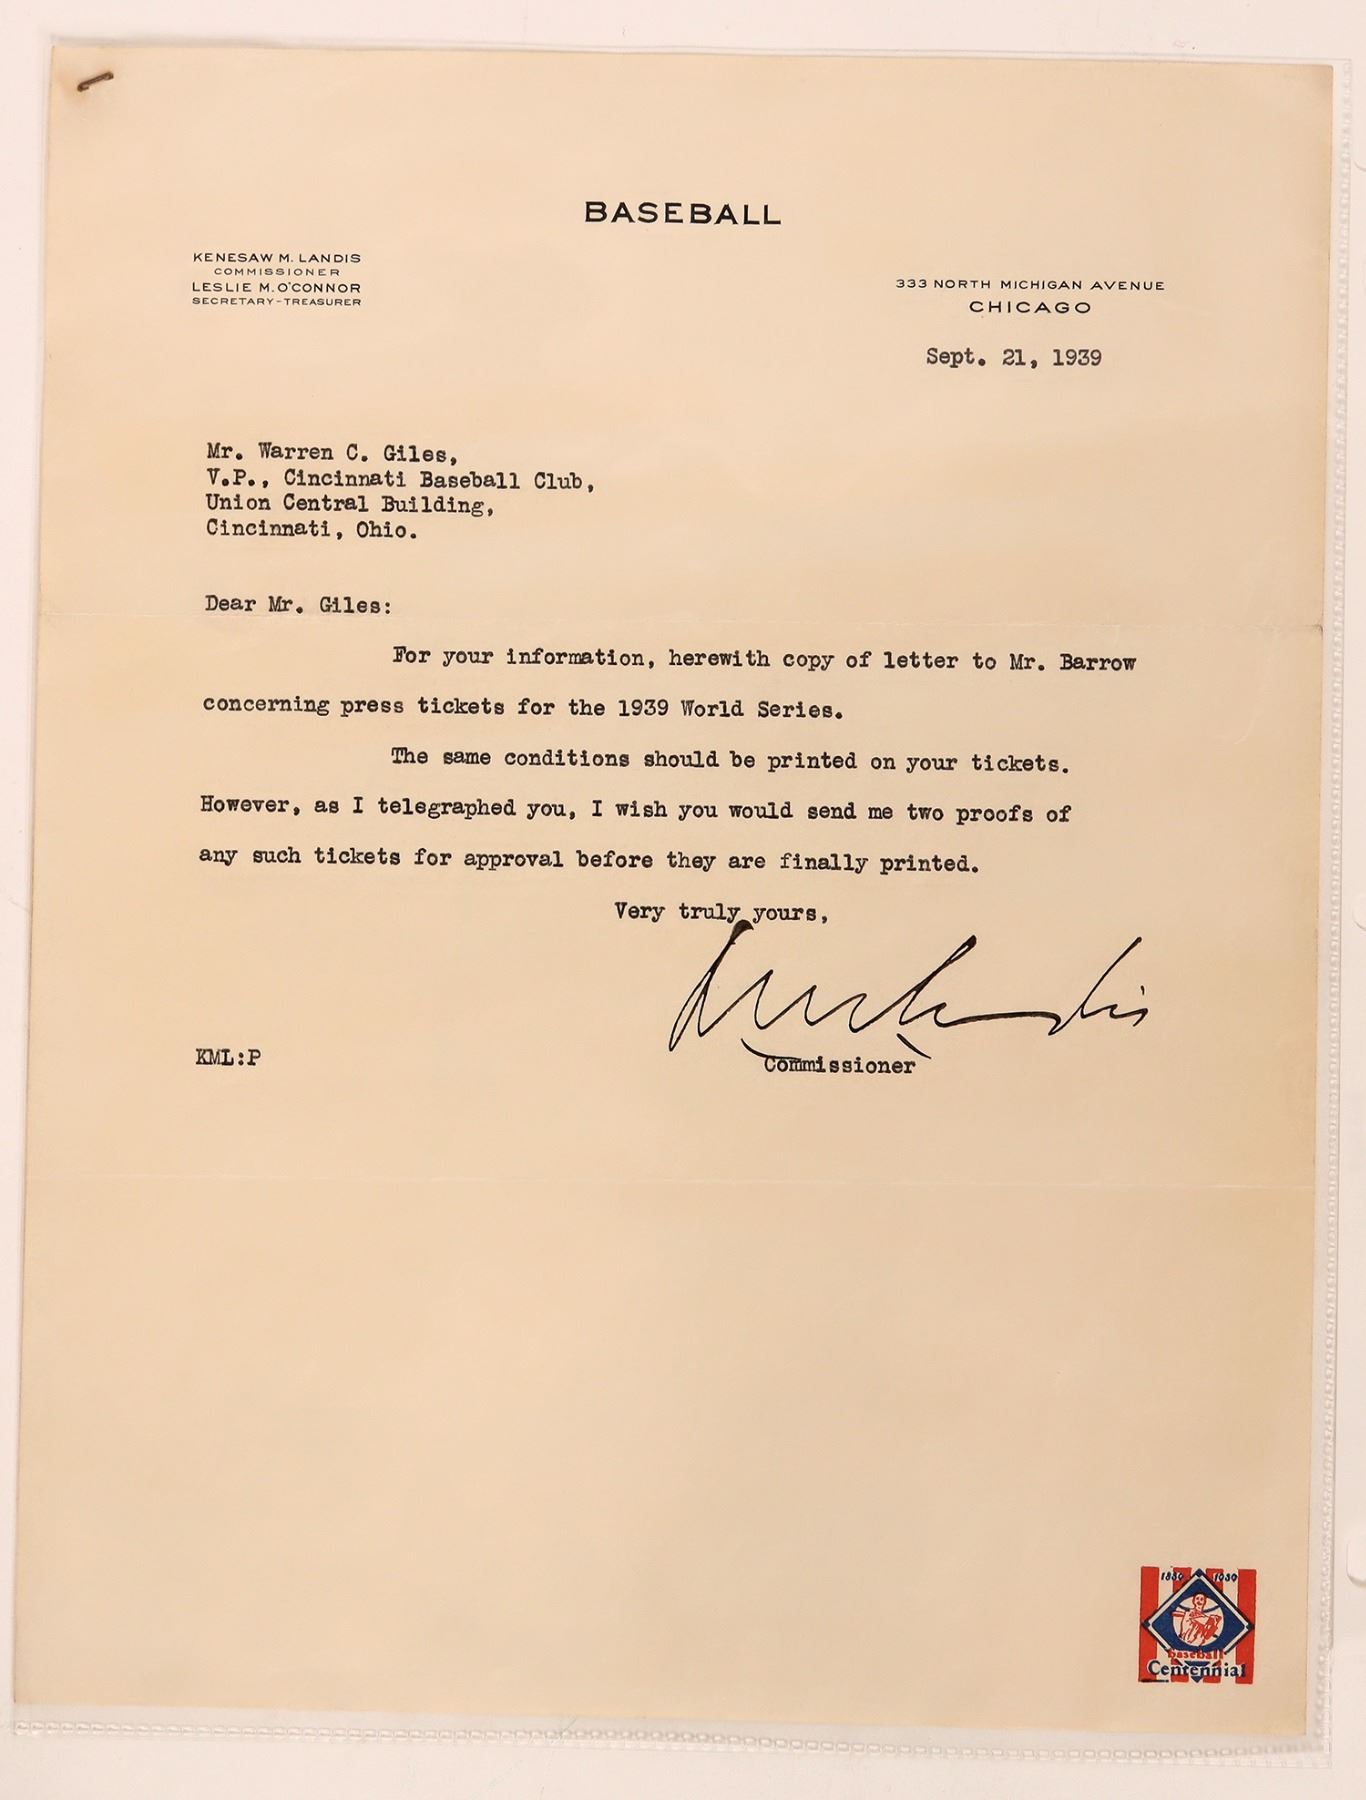 BASEBALL
KENESAW M. LANDIS
COMMISSIONER
LESLIE M. O'CONNOR
SECRETARY-TREASURER
333 NORTH MICHIGAN AVENUE
CHICAGO
Sept. 21, 1939
Mr. Warren C. Giles,
V.P., Cincinnati Baseball Club,
Union Central Building,
Cincinnati, Ohio.
Dear Mr. Giles:
For your information, herewith copy of letter to Mr. Barrow
concerning press tickets for the 1939 World Series.
The same conditions should be printed on your tickets.
However, as I telegraphed you, I wish you would send me two proofs of
any such tickets for approval before they are finally printed.
Very truly yours,
Landis
KML:P
Commissioner
1839 1939
baseball
Centennial